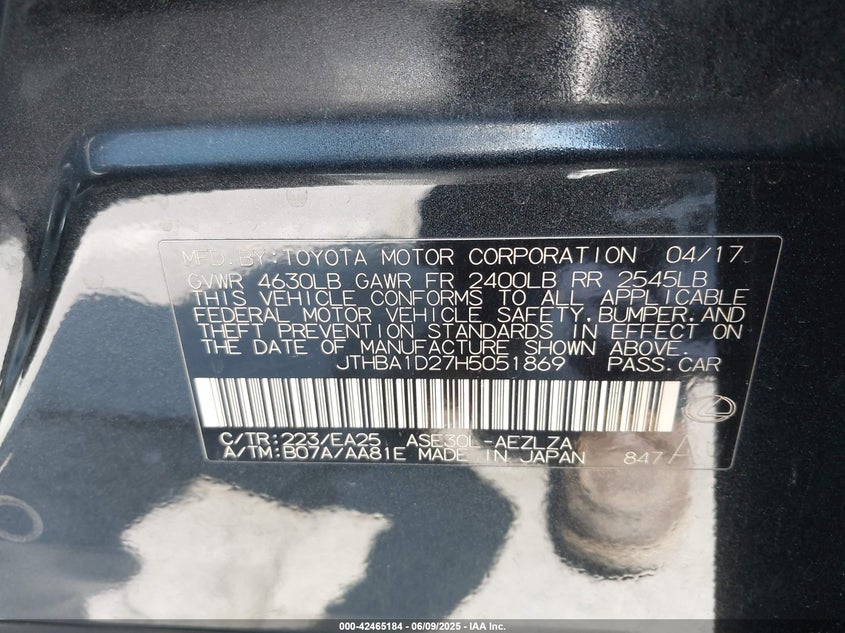 MFD. BY: TOYOTA MOTOR CORPORATION 04/17
GVWR 4630LB GAWR FR 2400LB RR 2545LB
THIS VEHICLE CONFORMS TO ALL APPLICABLE
FEDERAL MOTOR VEHICLE SAFETY, BUMPER, AND
THEFT PREVENTION STANDARDS IN EFFECT ON
THE DATE OF MANUFACTURE SHOWN ABOVE.
JTHBA1D27H5051869 PASS. CAR
C/TR: 223/EA25 ASE30L-AEZLZA
A/TM: B07A/AA81E MADE IN JAPAN 847A
000-42465184 | 06/09/2025 - IAA Inc.